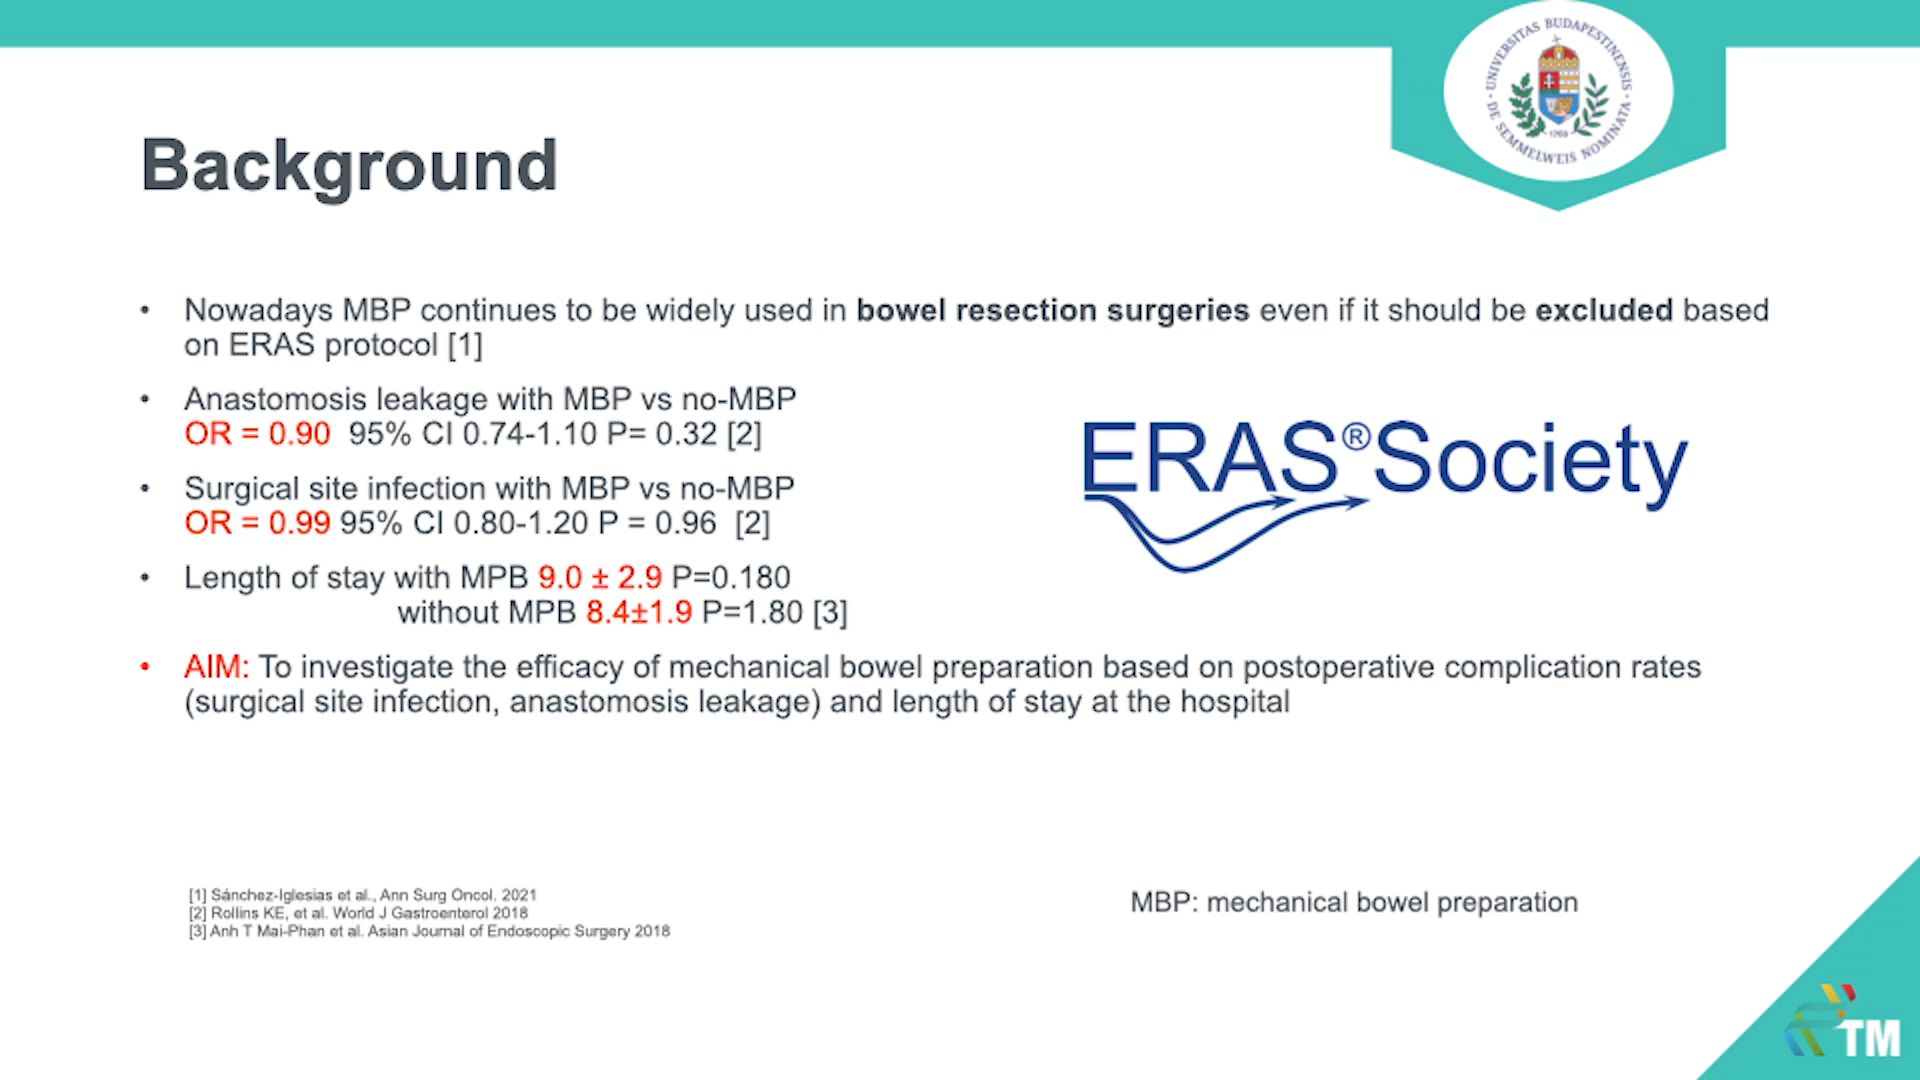 UNIVERSITAS BUDAPESTINENSIS
DE SEMMELWEIS NOMINATA
1769
Background
• Nowadays MBP continues to be widely used in bowel resection surgeries even if it should be excluded based
on ERAS protocol [1]
• Anastomosis leakage with MBP vs no-MBP
OR = 0.90 95% CI 0.74-1.10 P= 0.32 [2]
• Surgical site infection with MBP vs no-MBP
OR = 0.99 95% CI 0.80-1.20 P = 0.96 [2]
• Length of stay with MPB 9.0 ± 2.9 P=0.180
without MPB 8.4±1.9 P=1.80 [3]
ERAS®Society
• AIM: To investigate the efficacy of mechanical bowel preparation based on postoperative complication rates
(surgical site infection, anastomosis leakage) and length of stay at the hospital
[1] Sánchez-Iglesias et al., Ann Surg Oncol. 2021
[2] Rollins KE, et al. World J Gastroenterol 2018
[3] Anh T Mai-Phan et al. Asian Journal of Endoscopic Surgery 2018
MBP: mechanical bowel preparation
TM